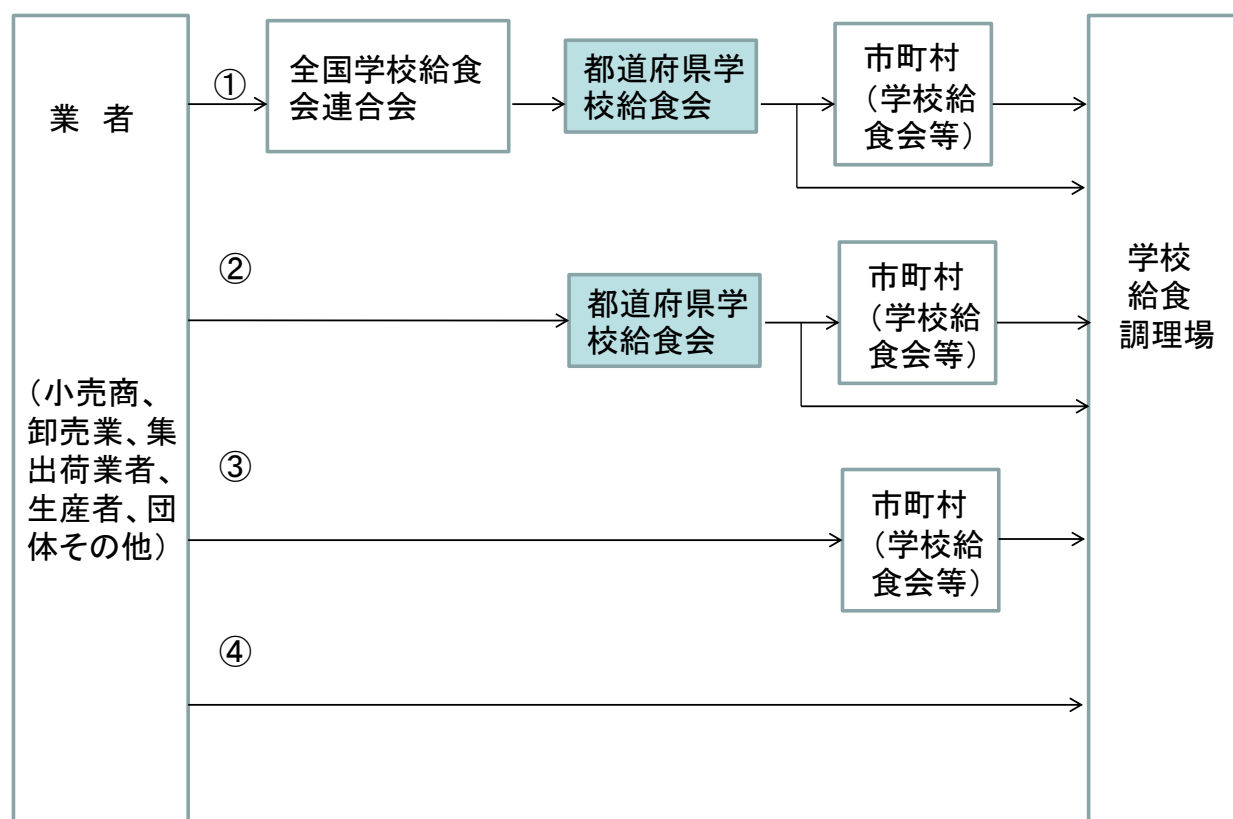 業 者
(小売商、
卸売業、集
出荷業者、
生産者、団
体その他)
①
全国学校給食
会連合会
都道府県学
校給食会
市町村
(学校給
食会等)
②
都道府県学
校給食会
市町村
(学校給
食会等)
③
市町村
(学校給
食会等)
④
学校
給食
調理場